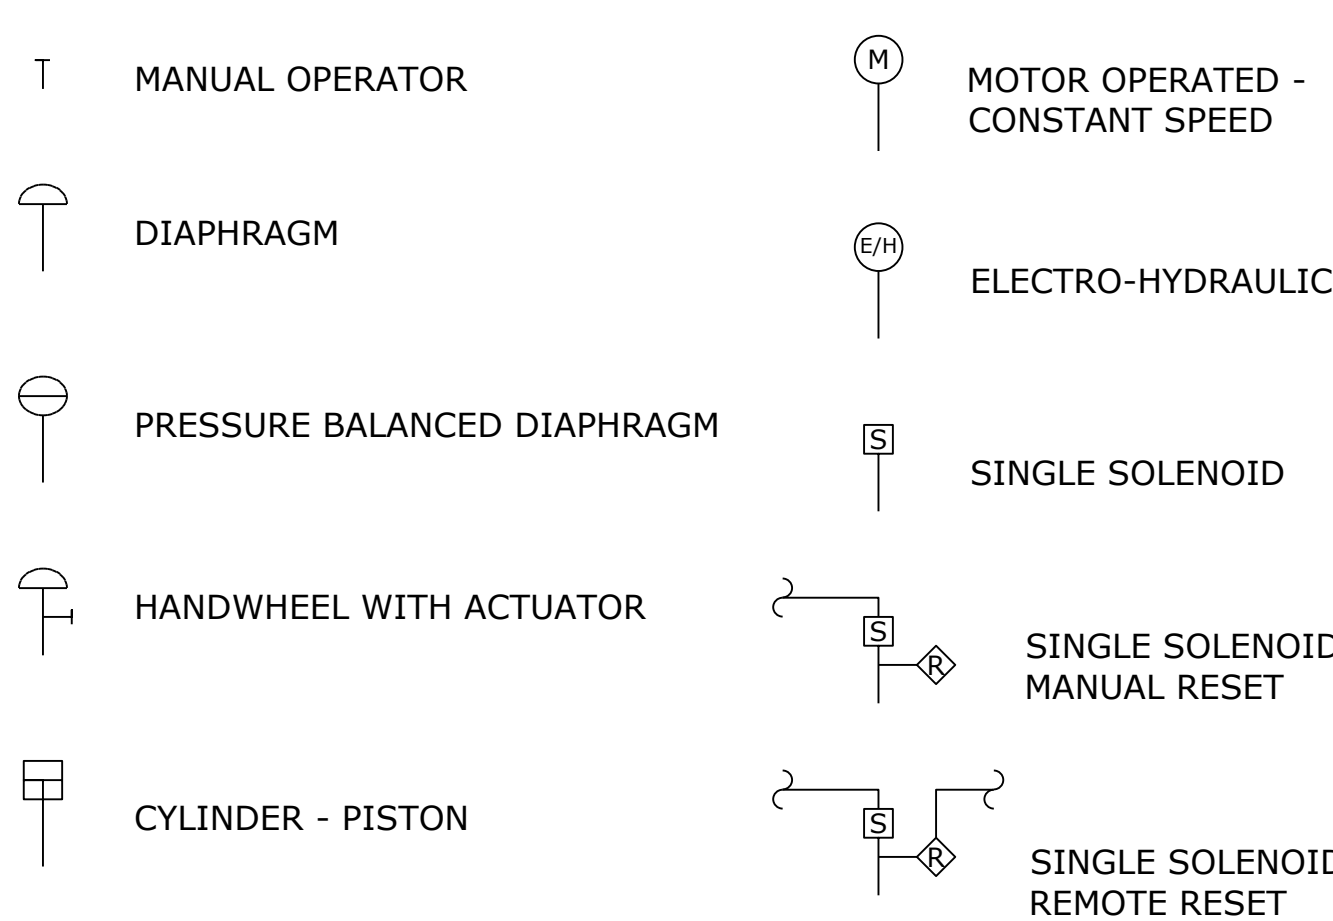 MANUAL OPERATOR
DIAPHRAGM
PRESSURE BALANCED DIAPHRAGM
HANDWHEEL WITH ACTUATOR
CYLINDER - PISTON
M
MOTOR OPERATED -
CONSTANT SPEED
E/H
ELECTRO-HYDRAULIC
S
SINGLE SOLENOID
S
R
SINGLE SOLENOID
MANUAL RESET
S
R
SINGLE SOLENOID
REMOTE RESET